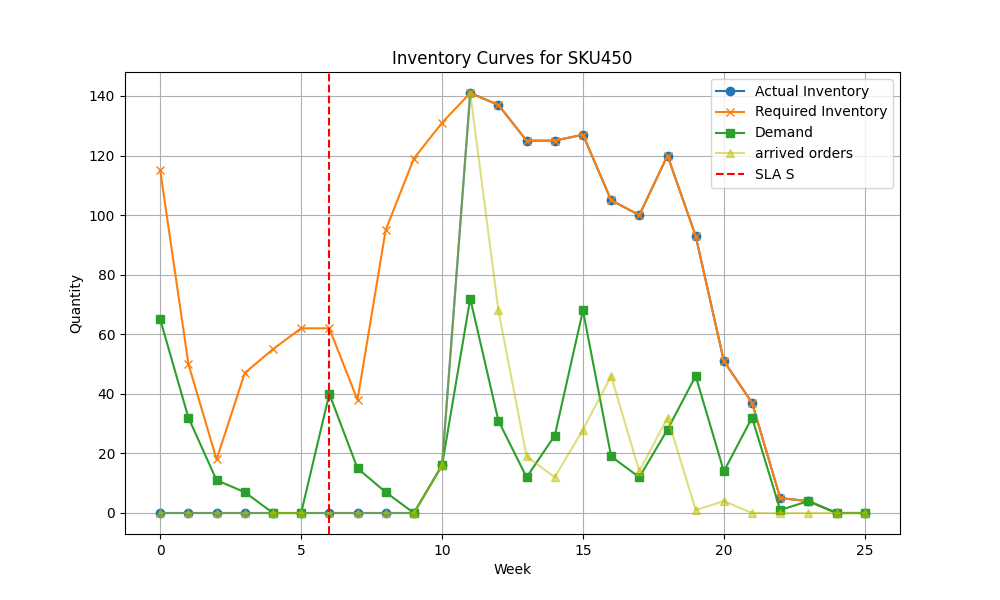 Inventory Curves for SKU450
Actual Inventory
Required Inventory
Demand
arrived orders
SLA S
Quantity
140
120
100
80
60
40
20
0
0 5 10 15 20 25
Week